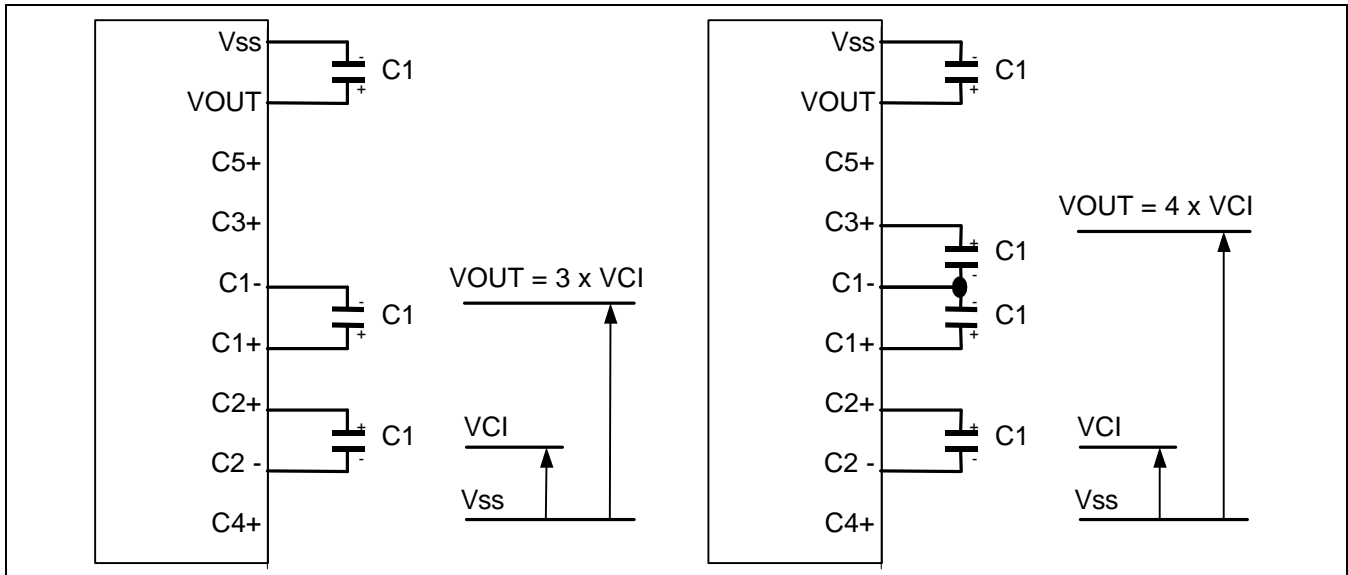 Vss
- C1
+
VOUT
C5+
C3+
C1-
- C1
+
C1+
C2+
+ C1
-
C2 -
C4+
VOUT = 3 x VCI
VCI
Vss
Vss
- C1
+
VOUT
C5+
C3+
+ C1
-
C1-
- C1
+
C1+
C2+
+ C1
-
C2 -
C4+
VOUT = 4 x VCI
VCI
Vss